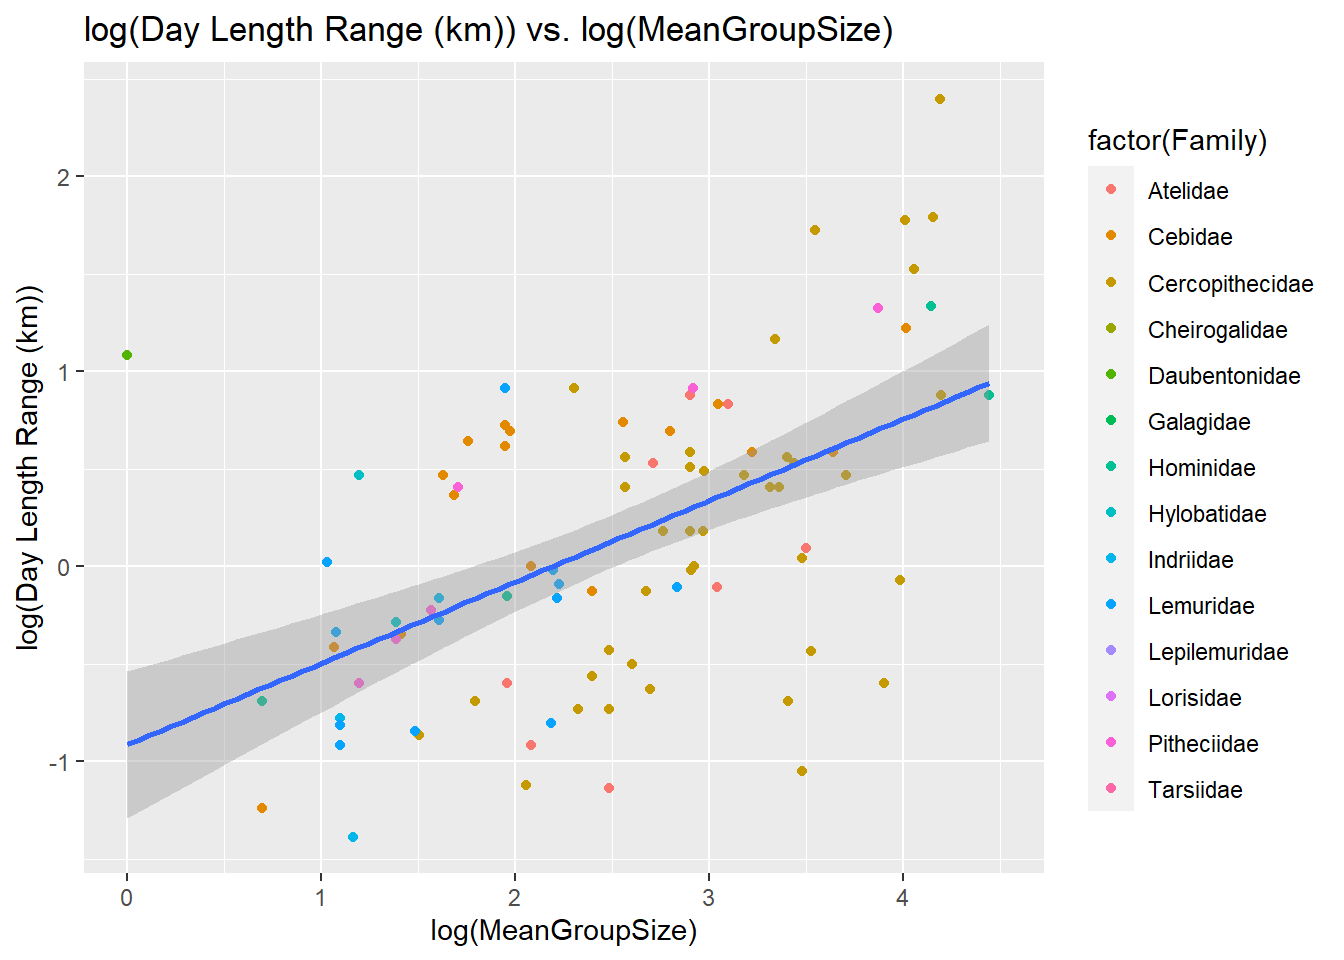 log(Day Length Range (km)) vs. log(MeanGroupSize)
log(Day Length Range (km))
2
1
0
-1
0 1 2 3 4
log(MeanGroupSize)
factor(Family)
Atelidae
Cebidae
Cercopithecidae
Cheirogalidae
Daubentonidae
Galagidae
Hominidae
Hylobatidae
Indriidae
Lemuridae
Lepilemuridae
Lorisidae
Pitheciidae
Tarsiidae